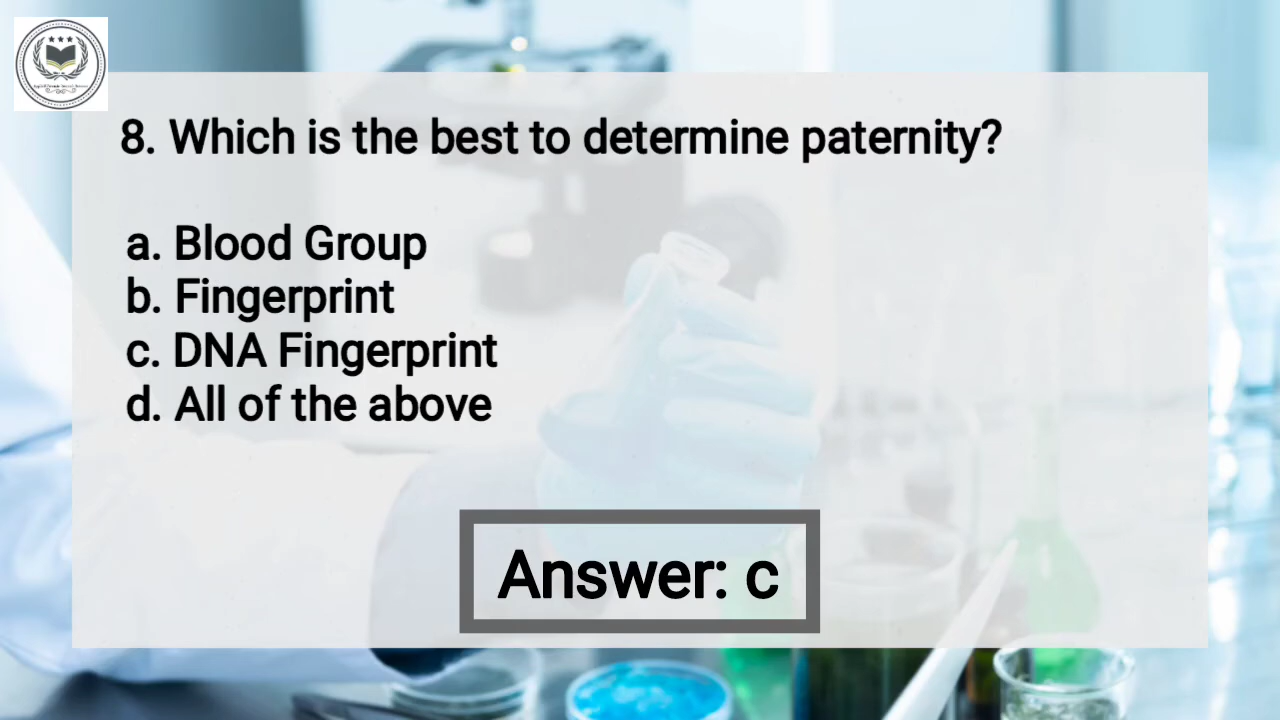 8. Which is the best to determine paternity?
a. Blood Group
b. Fingerprint
c. DNA Fingerprint
d. All of the above
Answer: c